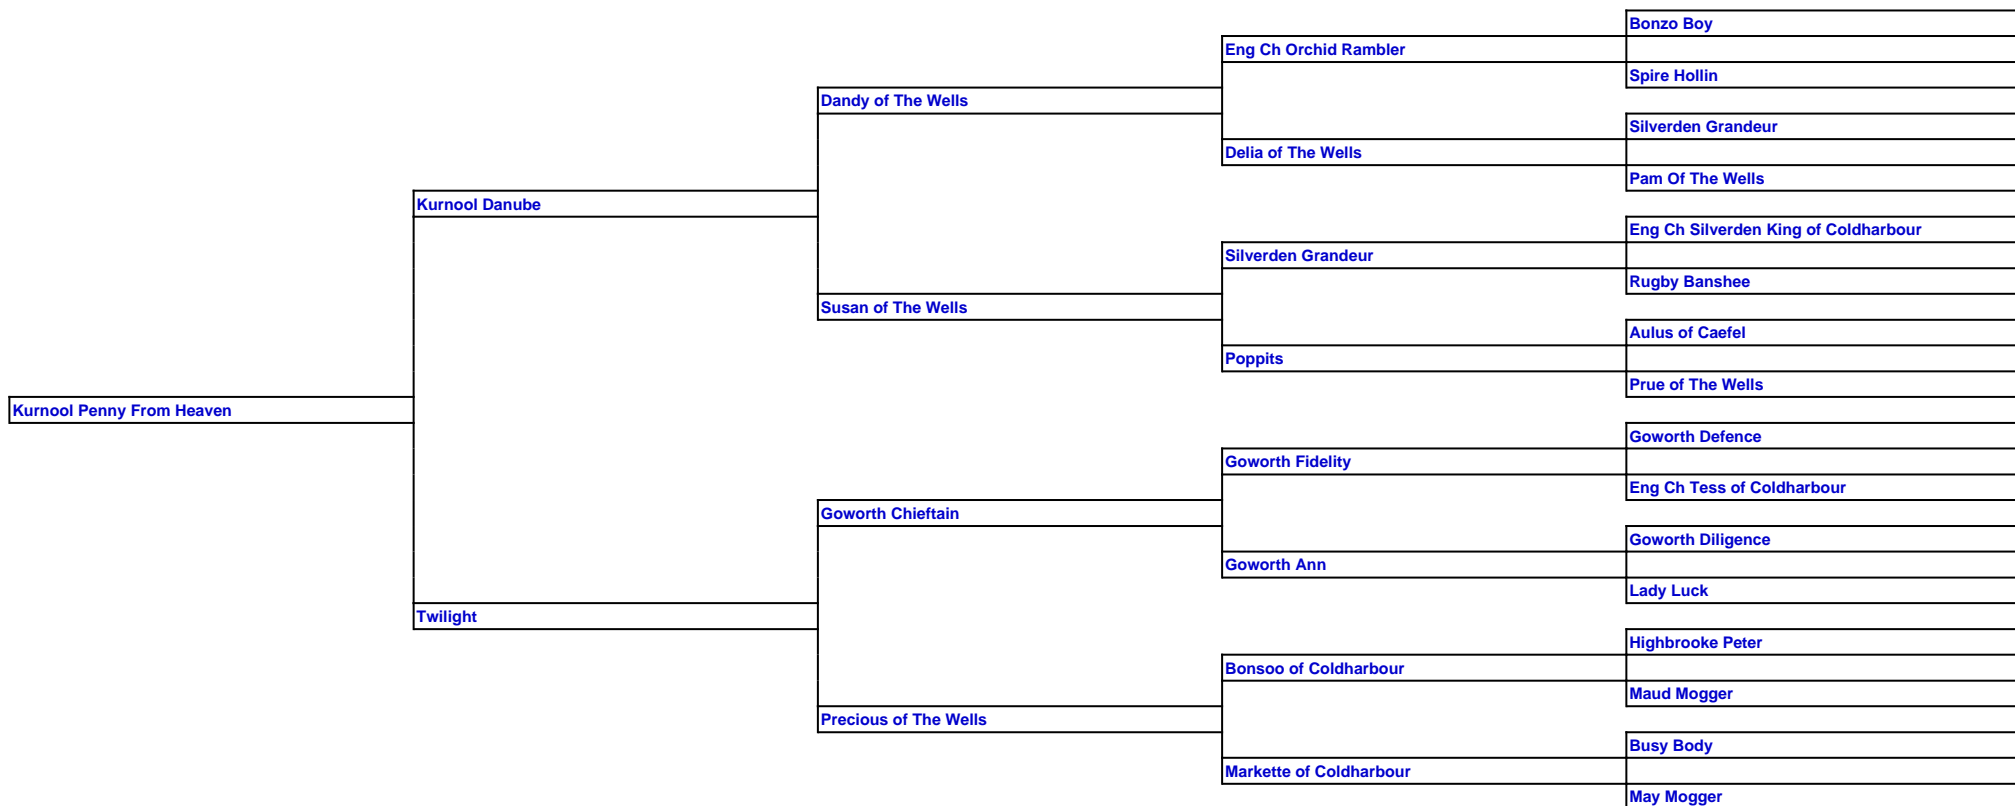 Bonzo Boy
Eng Ch Orchid Rambler
Spire Hollin
Dandy of The Wells
Silverden Grandeur
Delia of The Wells
Pam Of The Wells
Kurnool Danube
Eng Ch Silverden King of Coldharbour
Silverden Grandeur
Rugby Banshee
Susan of The Wells
Aulus of Caefel
Poppits
Prue of The Wells
Kurnool Penny From Heaven
Goworth Defence
Goworth Fidelity
Eng Ch Tess of Coldharbour
Goworth Chieftain
Goworth Diligence
Goworth Ann
Lady Luck
Twilight
Highbrooke Peter
Bonsoo of Coldharbour
Maud Mogger
Precious of The Wells
Busy Body
Markette of Coldharbour
May Mogger